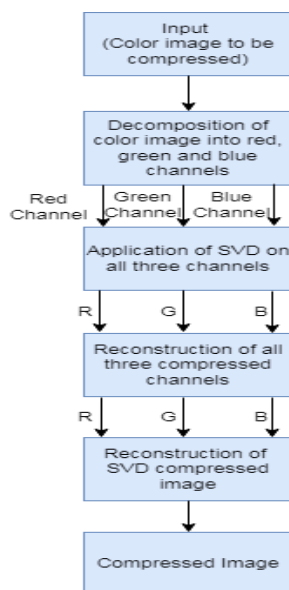 Input
(Color image to be
compressed)
Decomposition of
color image into red,
green and blue
channels
Red
Channel
Green
Channel
Blue
Channel
Application of SVD on
all three channels
R G B
Reconstruction of all
three compressed
channels
R G B
Reconstruction of
SVD compressed
image
Compressed Image